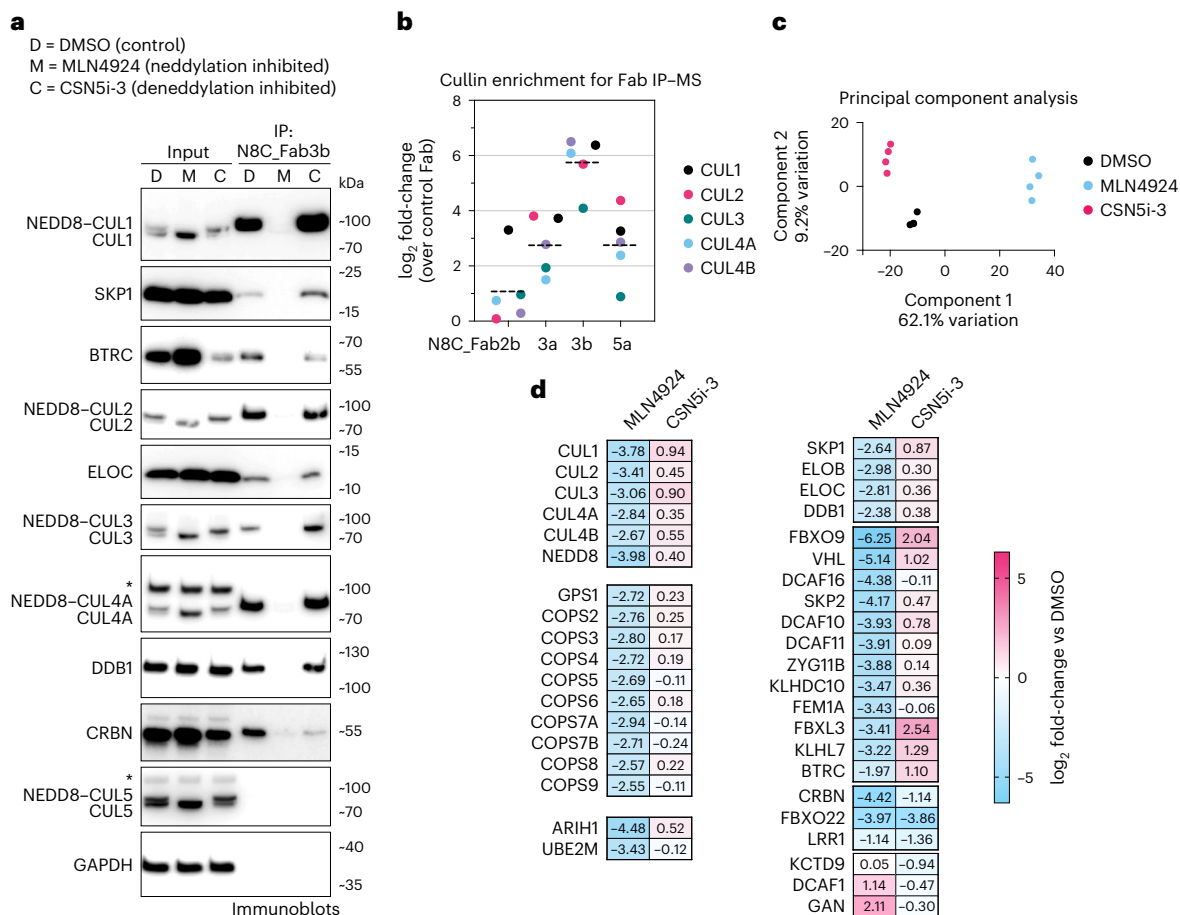 a
D = DMSO (control)
M = MLN4924 (neddylation inhibited)
C = CSN5i-3 (deneddylation inhibited)
IP:
Input N8C_Fab3b
D M C D M C kDa
NEDD8–CUL1
CUL1
~100
~70
SKP1
~25
~15
BTRC
~70
~55
NEDD8–CUL2
CUL2
~100
~70
ELOC
~15
~10
NEDD8–CUL3
CUL3
~100
~70
*
NEDD8–CUL4A
CUL4A
~100
~70
DDB1
~130
~100
CRBN
~55
*
NEDD8–CUL5
CUL5
~100
~70
GAPDH
~40
~35
Immunoblots
b
Cullin enrichment for Fab IP–MS
log2 fold-change
(over control Fab)
8
6
4
2
0
N8C_Fab2b 3a 3b 5a
CUL1
CUL2
CUL3
CUL4A
CUL4B
c
Principal component analysis
Component 2
9.2% variation
20
0
−20
−20 0 20 40
Component 1
62.1% variation
DMSO
MLN4924
CSN5i-3
d
MLN4924 CSN5i-3
CUL1 −3.78 0.94
CUL2 −3.41 0.45
CUL3 −3.06 0.90
CUL4A −2.84 0.35
CUL4B −2.67 0.55
NEDD8 −3.98 0.40
GPS1 −2.72 0.23
COPS2 −2.76 0.25
COPS3 −2.80 0.17
COPS4 −2.72 0.19
COPS5 −2.69 −0.11
COPS6 −2.65 0.18
COPS7A −2.94 −0.14
COPS7B −2.71 −0.24
COPS8 −2.57 0.22
COPS9 −2.55 −0.11
ARIH1 −4.48 0.52
UBE2M −3.43 −0.12
MLN4924 CSN5i-3
SKP1 −2.64 0.87
ELOB −2.98 0.30
ELOC −2.81 0.36
DDB1 −2.38 0.38
FBXO9 −6.25 2.04
VHL −5.14 1.02
DCAF16 −4.38 −0.11
SKP2 −4.17 0.47
DCAF10 −3.93 0.78
DCAF11 −3.91 0.09
ZYG11B −3.88 0.14
KLHDC10 −3.47 0.36
FEM1A −3.43 −0.06
FBXL3 −3.41 2.54
KLHL7 −3.22 1.29
BTRC −1.97 1.10
CRBN −4.42 −1.14
FBXO22 −3.97 −3.86
LRR1 −1.14 −1.36
KCTD9 0.05 −0.94
DCAF1 1.14 −0.47
GAN 2.11 −0.30
5
0
−5
log2 fold-change vs DMSO